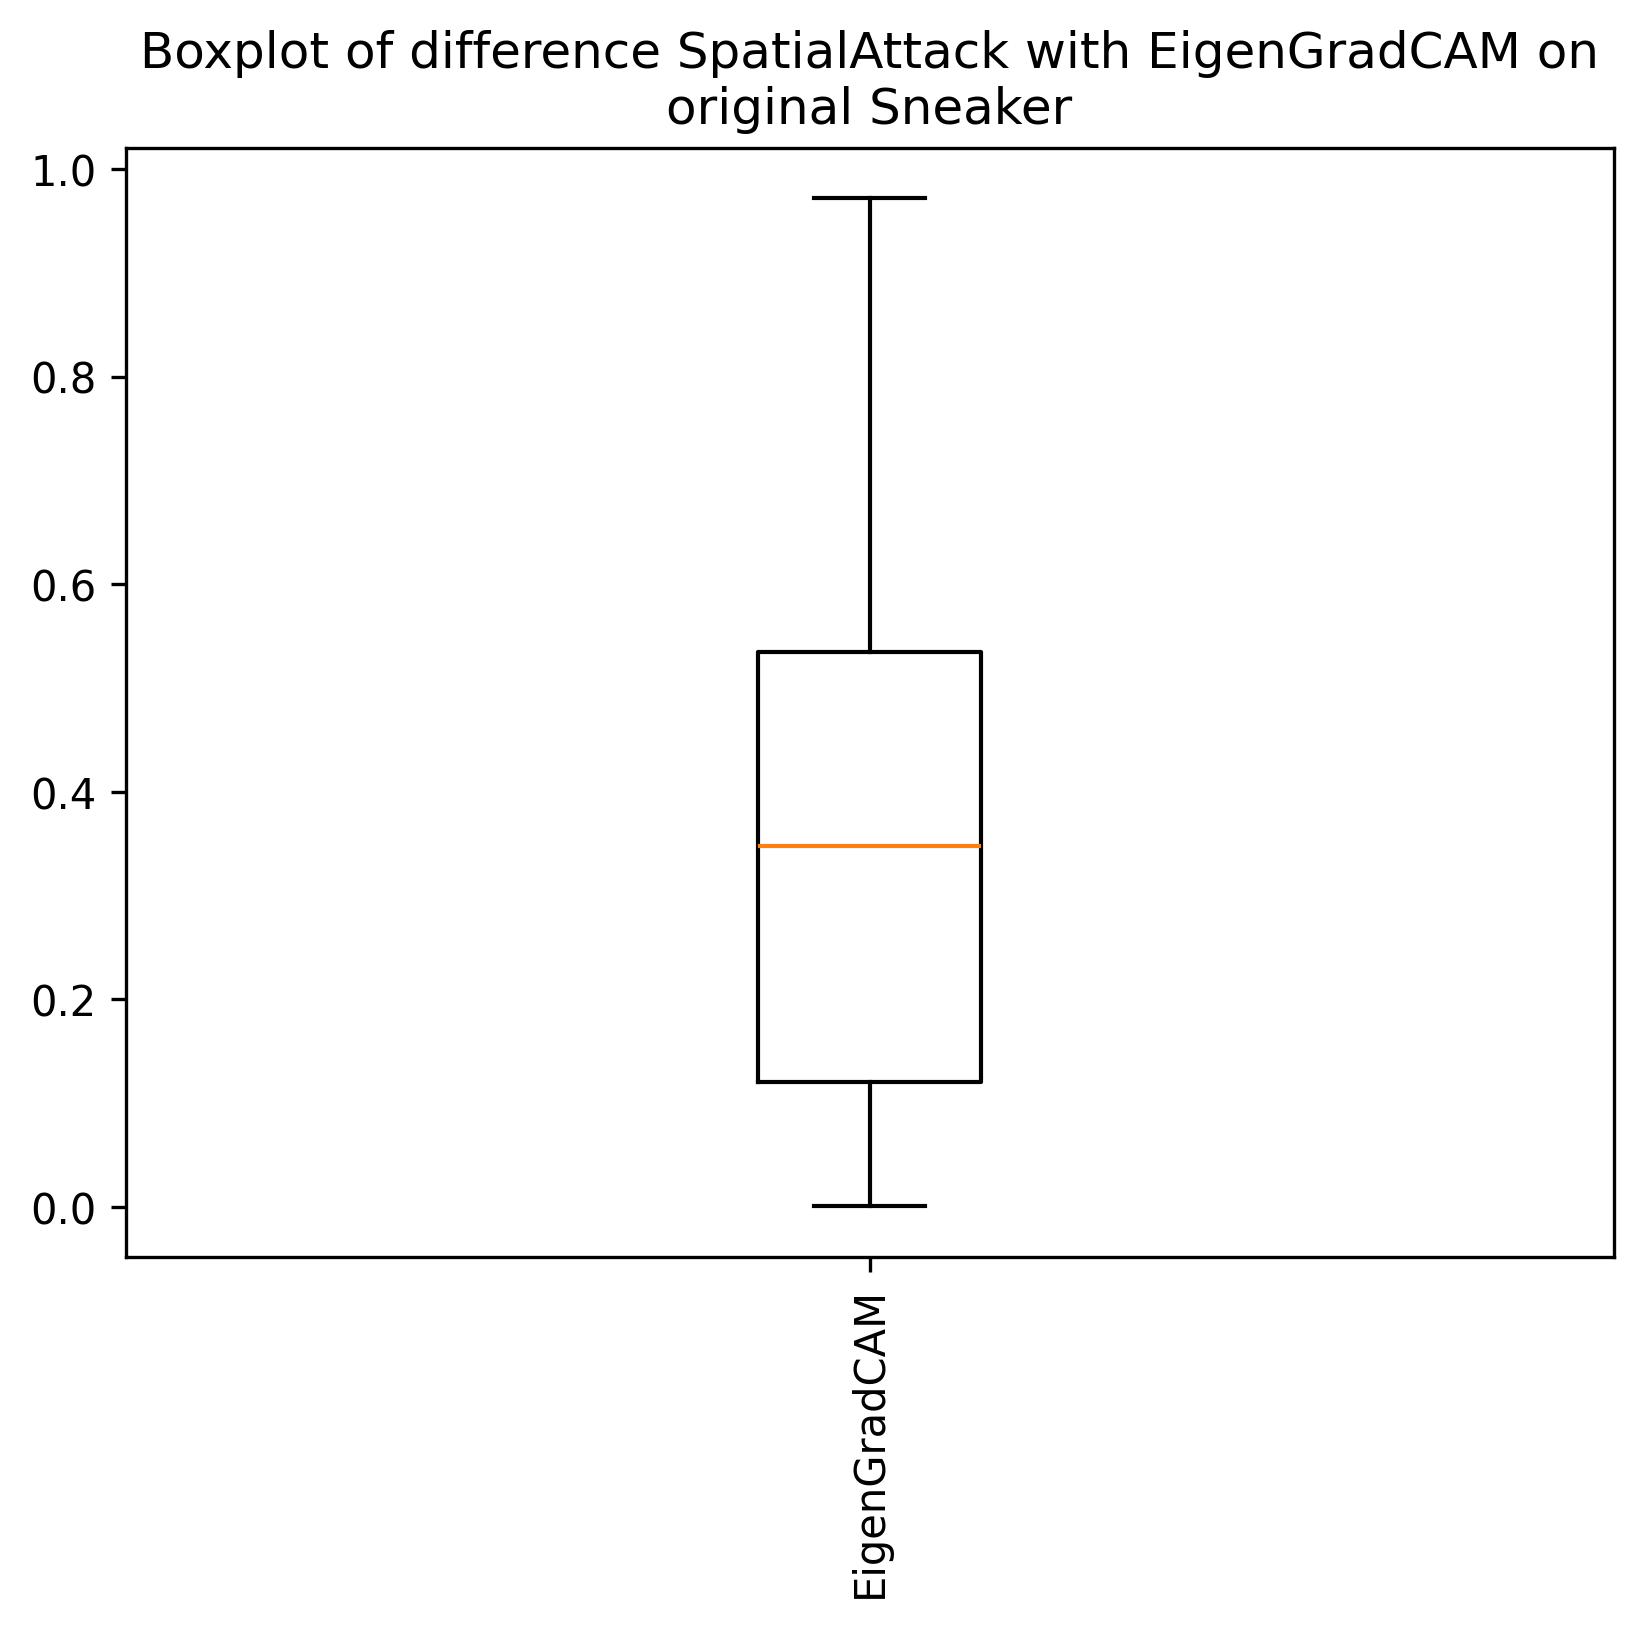 Boxplot of difference SpatialAttack with EigenGradCAM on
original Sneaker
1.0
0.8
0.6
0.4
0.2
0.0
EigenGradCAM